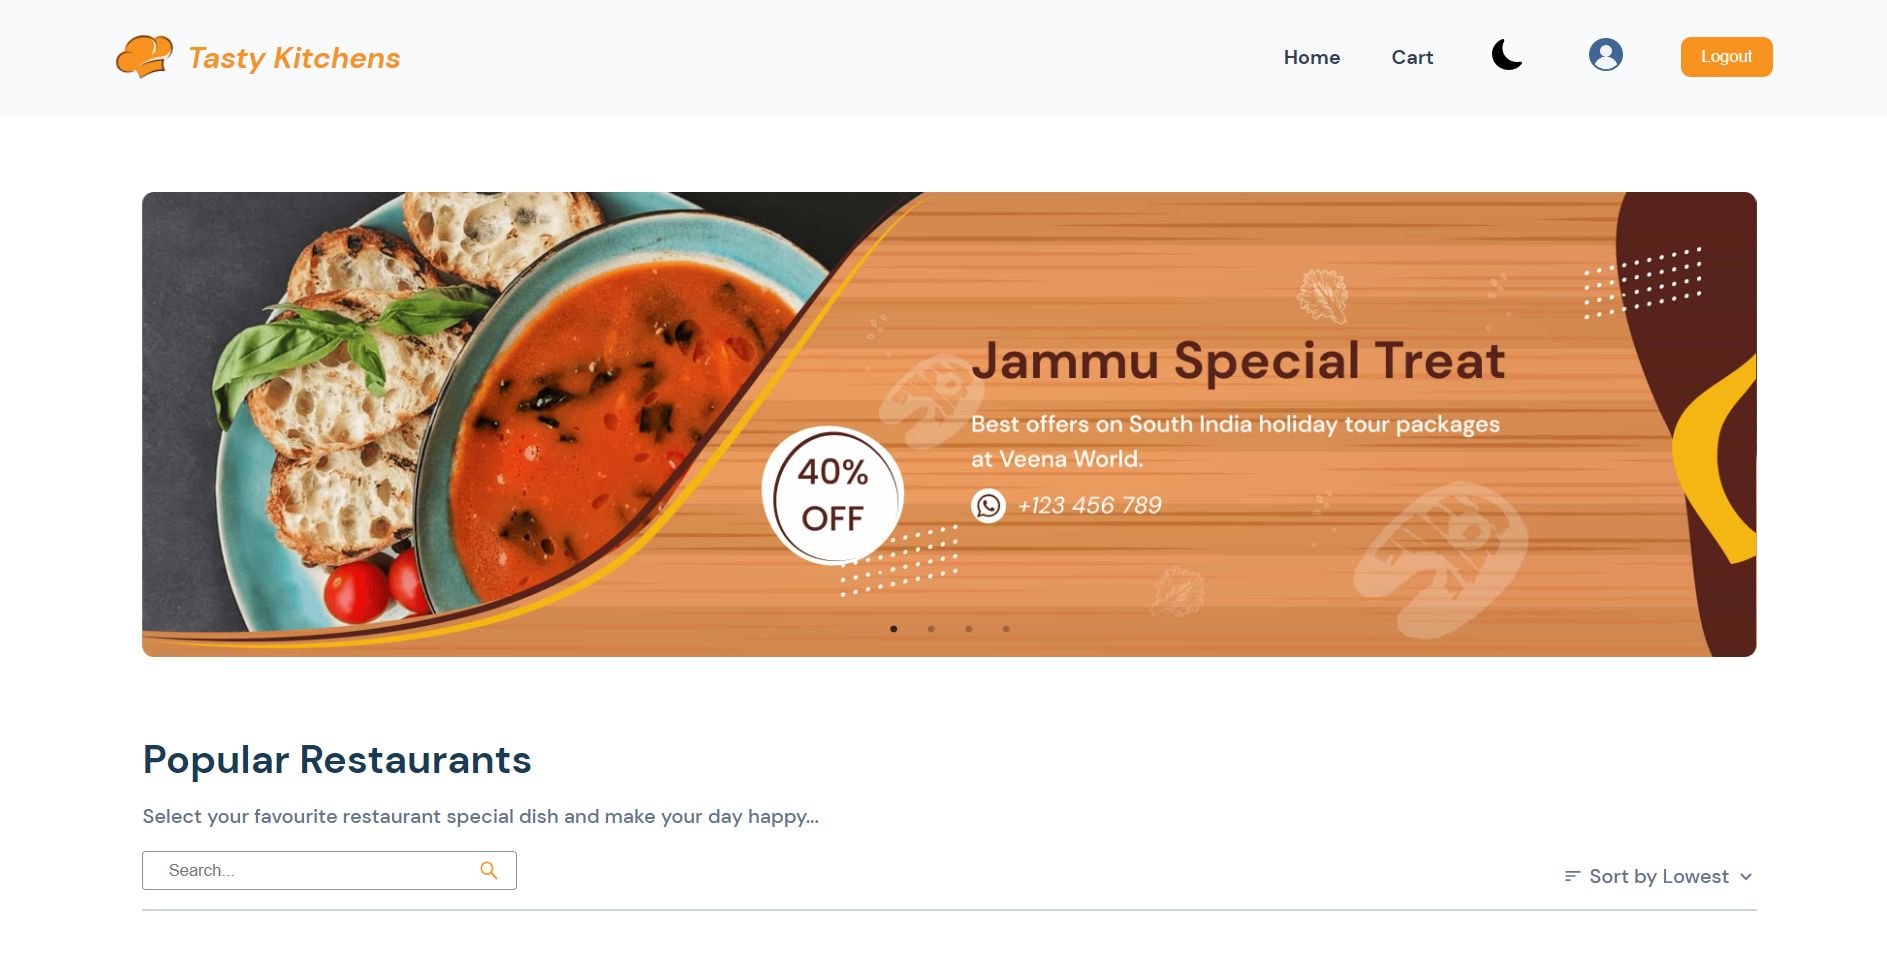 Tasty Kitchens
Home
Cart
Logout
Jammu Special Treat
Best offers on South India holiday tour packages
at Veena World.
+123 456 789
40%
OFF
Popular Restaurants
Select your favourite restaurant special dish and make your day happy...
Search...
Sort by Lowest